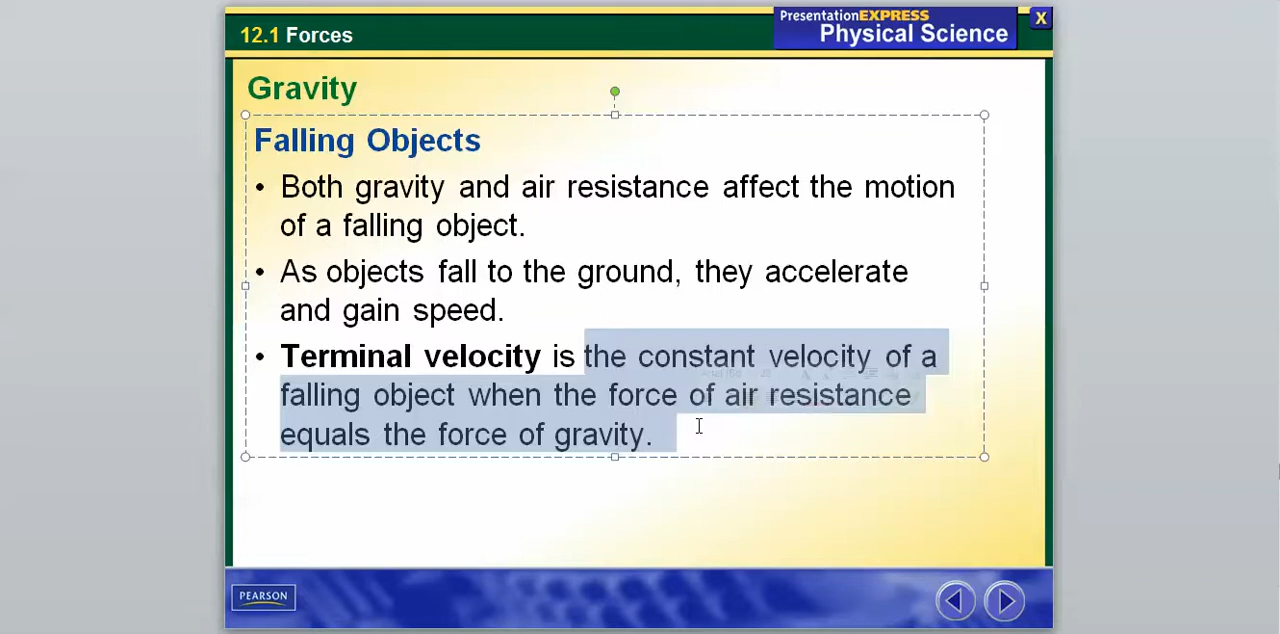 12.1 Forces
PresentationEXPRESS
Physical Science
X
Gravity
Falling Objects
• Both gravity and air resistance affect the motion
of a falling object.
• As objects fall to the ground, they accelerate
and gain speed.
• Terminal velocity is the constant velocity of a
falling object when the force of air resistance
equals the force of gravity.
PEARSON